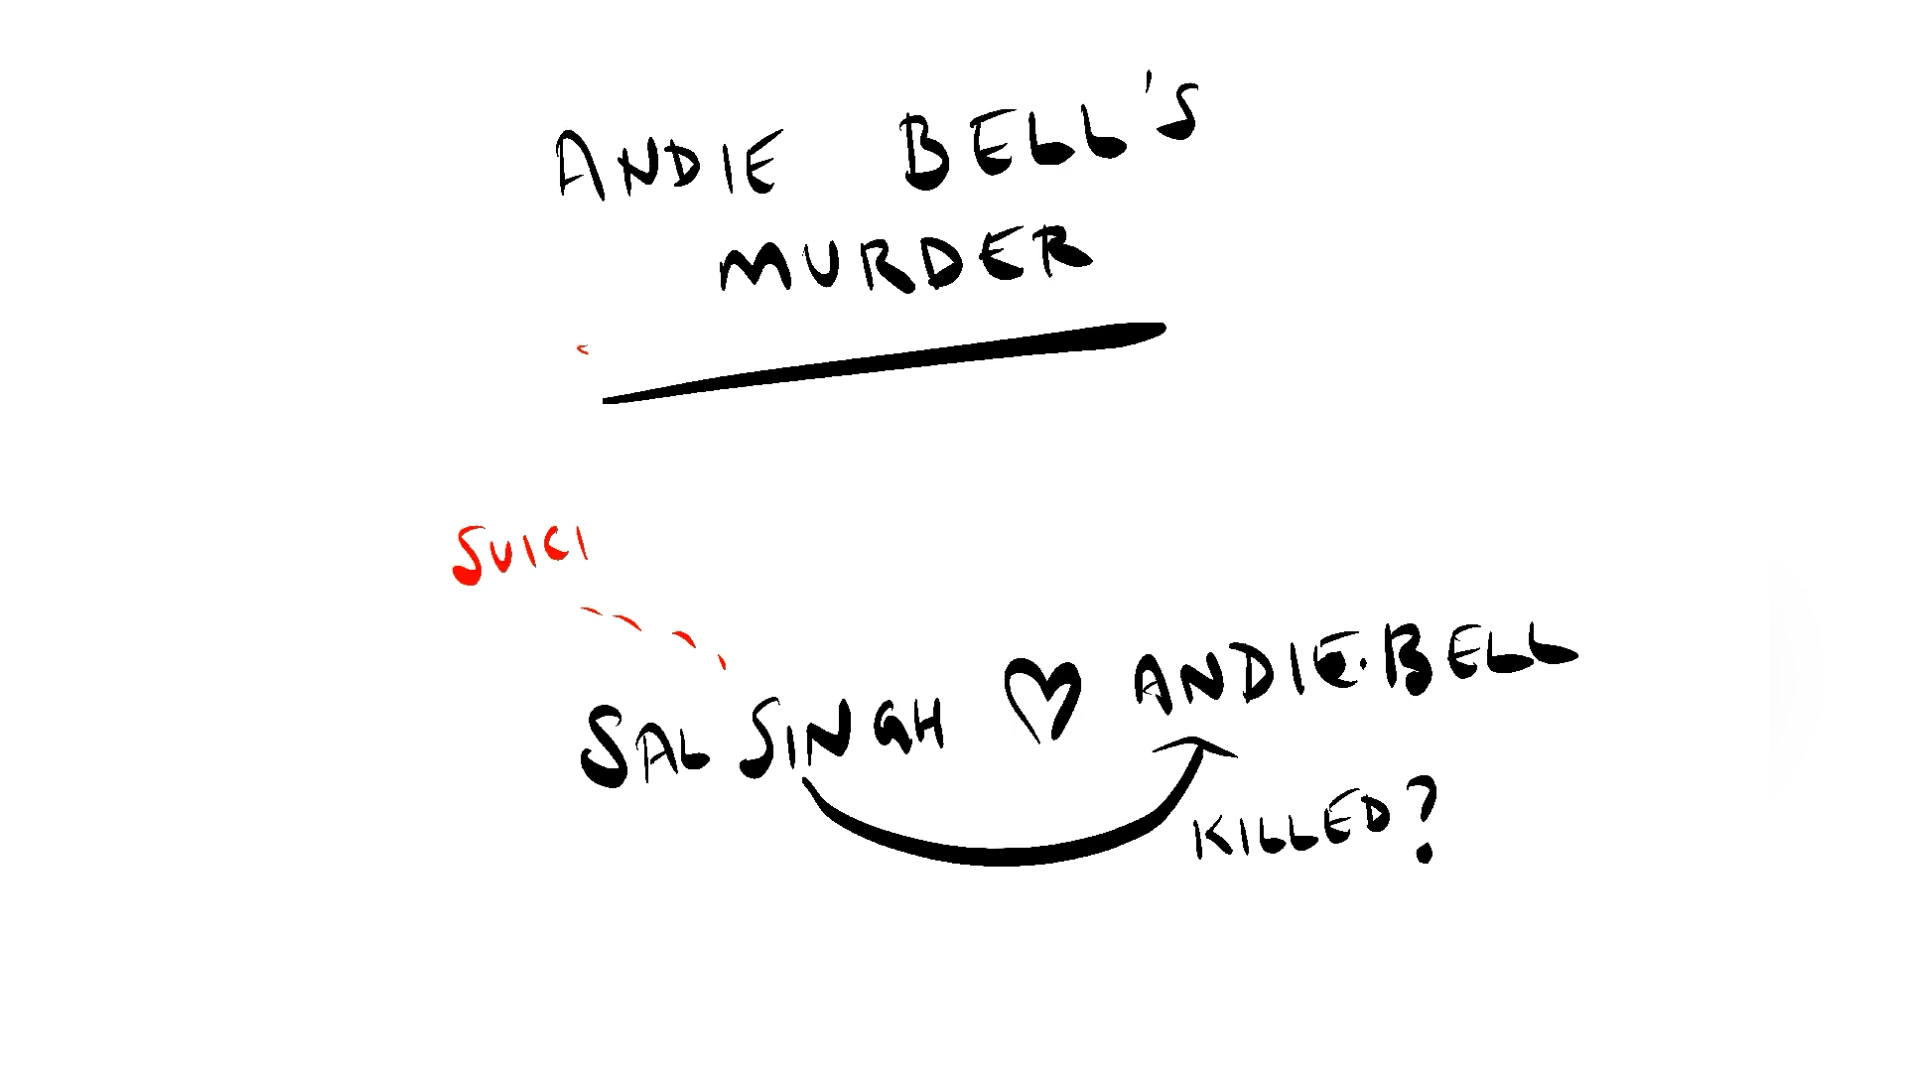 ANDIE BELL'S
MURDER
SUICI
SAL SINGH ♡ ANDIE·BELL
KILLED?